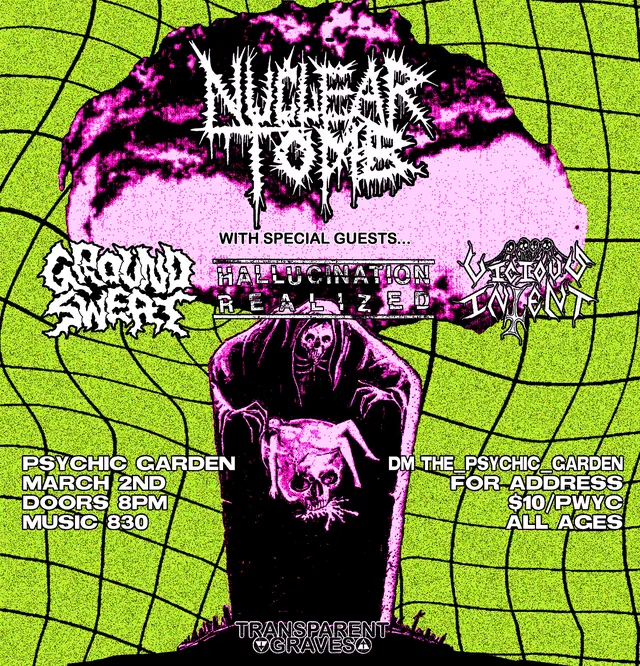 NUCLEAR
TOMB
WITH SPECIAL GUESTS...
GROUND
SWEAT
HALLUCINATION
REALIZED
VICIOUS
INTENT
PSYCHIC GARDEN
MARCH 2ND
DOORS 8PM
MUSIC 830
DM THE_PSYCHIC_GARDEN
FOR ADDRESS
$10/PWYC
ALL AGES
TRANSPARENT
GRAVES